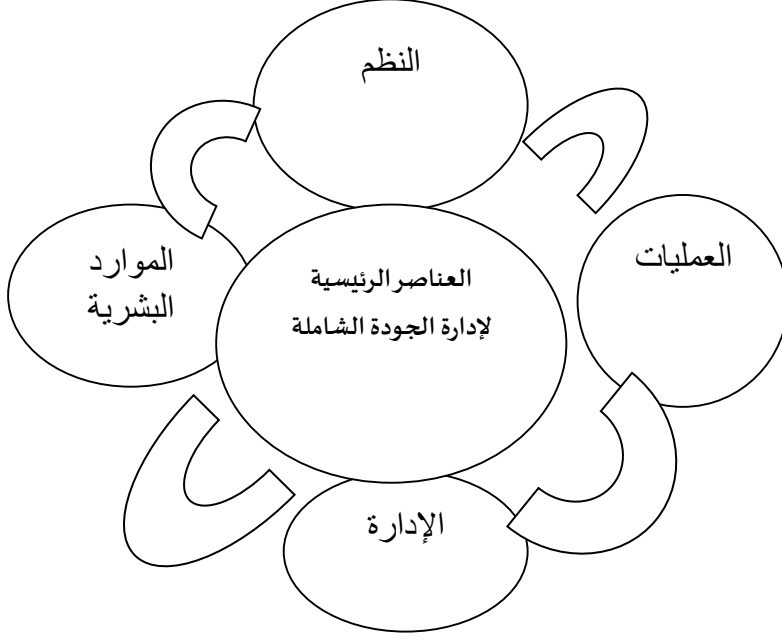 النظم
العمليات
الموارد
البشرية
العناصر الرئيسية
لإدارة الجودة الشاملة
الإدارة